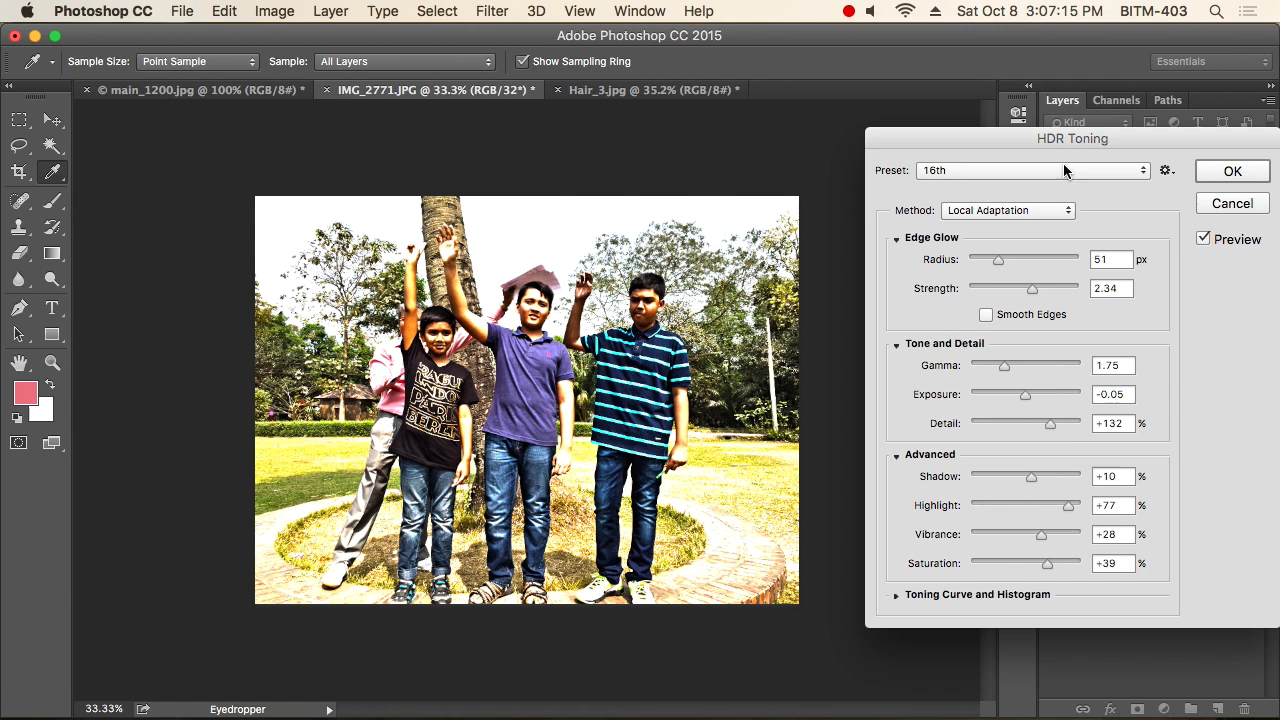 Photoshop CC File Edit Image Layer Type Select Filter 3D View Window Help Sat Oct 8 3:07:15 PM BITM-403
Adobe Photoshop CC 2015
Sample Size: Point Sample Sample: All Layers Show Sampling Ring Essentials
© main_1200.jpg @ 100% (RGB/8#) * IMG_2771.JPG @ 33.3% (RGB/32*) * Hair_3.jpg @ 35.2% (RGB/8#) * Layers Channels Paths
Kind
HDR Toning
Preset: 16th OK
Cancel
Method: Local Adaptation
Preview
Edge Glow
Radius: 51 px
Strength: 2.34
Smooth Edges
Tone and Detail
Gamma: 1.75
Exposure: -0.05
Detail: +132 %
Advanced
Shadow: +10 %
Highlight: +77 %
Vibrance: +28 %
Saturation: +39 %
Toning Curve and Histogram
33.33% Eyedropper